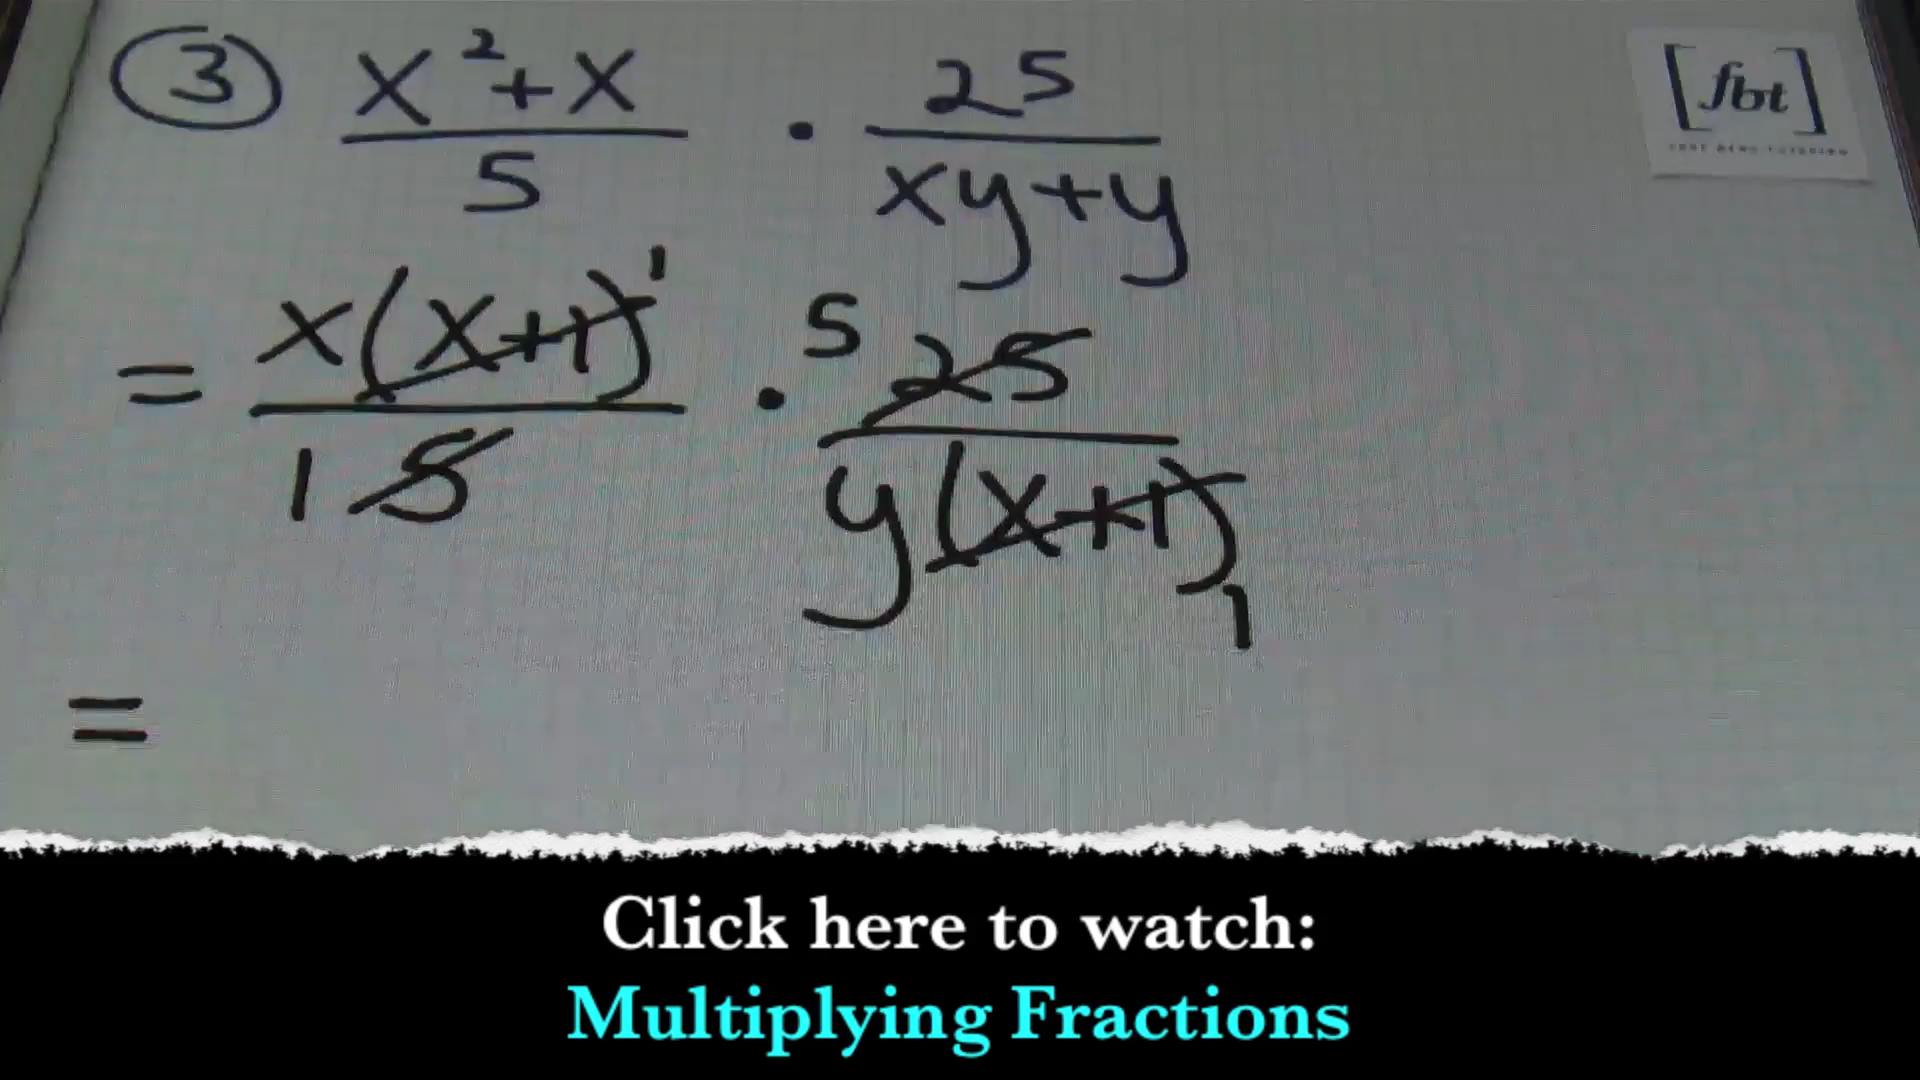 ③ x²+x / 5 · 25 / xy+y
= x(x+1) 1 / 1 5 · 5 25 / y(x+1) 1
=
[fbt]
Click here to watch:
Multiplying Fractions